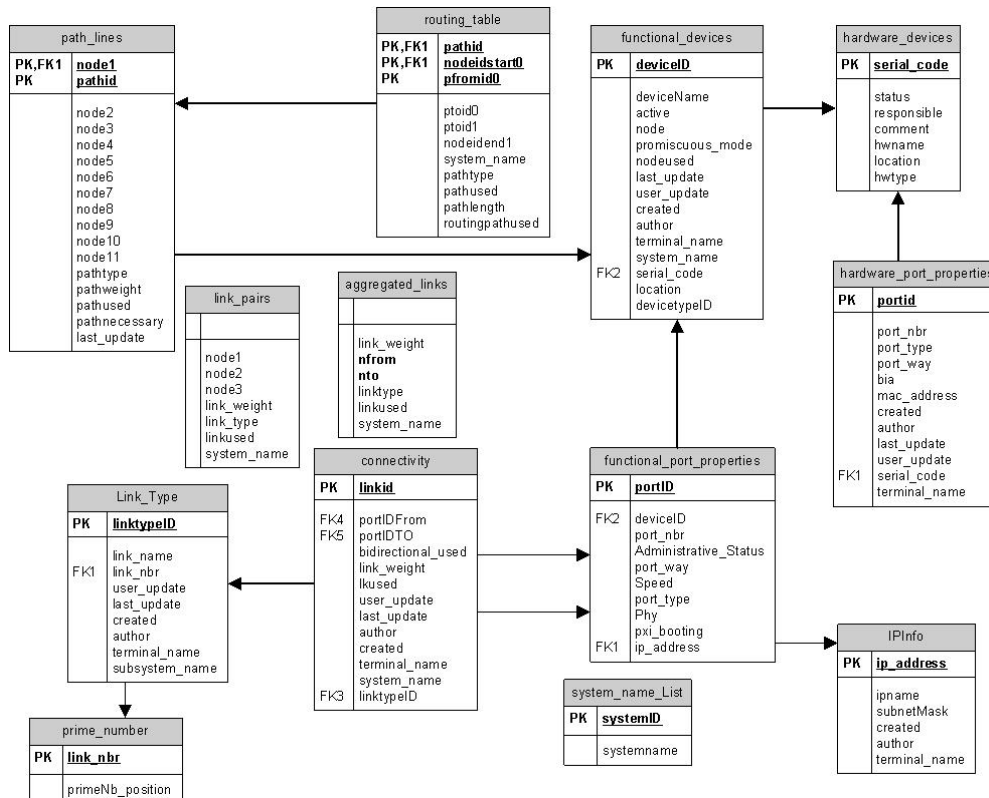 path_lines
PK,FK1 node1
PK pathid
node2
node3
node4
node5
node6
node7
node8
node9
node10
node11
pathtype
pathweight
pathused
pathnecessary
last_update
routing_table
PK,FK1 pathid
PK,FK1 nodeidstart0
PK pfromid0
ptoid0
ptoid1
nodeidend1
system_name
pathtype
pathused
pathlength
routingpathused
functional_devices
PK deviceID
deviceName
active
node
promiscuous_mode
nodeused
last_update
user_update
created
author
terminal_name
system_name
FK2 serial_code
location
devicetypeID
hardware_devices
PK serial_code
status
responsible
comment
hwname
location
hwtype
link_pairs
node1
node2
node3
link_weight
link_type
linkused
system_name
aggregated_links
link_weight
nfrom
nto
linktype
linkused
system_name
hardware_port_properties
PK portid
port_nbr
port_type
port_way
bia
mac_address
created
author
last_update
user_update
FK1 serial_code
terminal_name
Link_Type
PK linktypeID
link_name
FK1 link_nbr
user_update
last_update
created
author
terminal_name
subsystem_name
connectivity
PK linkid
FK4 portIDFrom
FK5 portIDTO
bidirectional_used
link_weight
lkused
user_update
last_update
author
created
terminal_name
system_name
FK3 linktypeID
functional_port_properties
PK portID
FK2 deviceID
port_nbr
Administrative_Status
port_way
Speed
port_type
Phy
pxi_booting
FK1 ip_address
IPInfo
PK ip_address
ipname
subnetMask
created
author
terminal_name
prime_number
PK link_nbr
primeNb_position
system_name_List
PK systemID
systemname